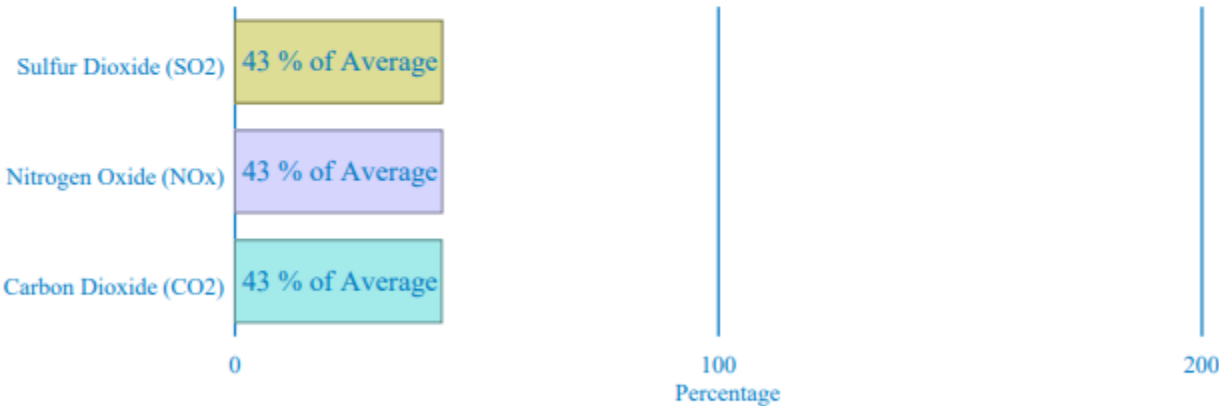 Sulfur Dioxide (SO2) 43 % of Average
Nitrogen Oxide (NOx) 43 % of Average
Carbon Dioxide (CO2) 43 % of Average
0 100 200
Percentage